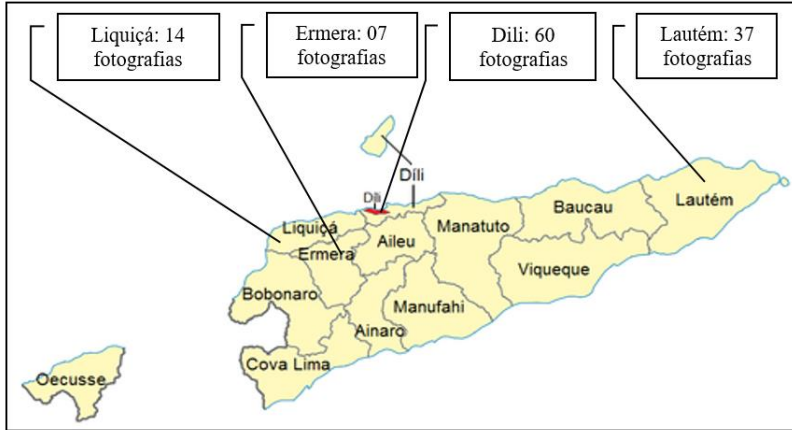 Liquiçá: 14
fotografias
Ermera: 07
fotografias
Dili: 60
fotografias
Lautém: 37
fotografias
Dili
Díli
Liquiçá
Ermera
Aileu
Manatuto
Baucau
Lautém
Viqueque
Bobonaro
Manufahi
Ainaro
Cova Lima
Oecusse